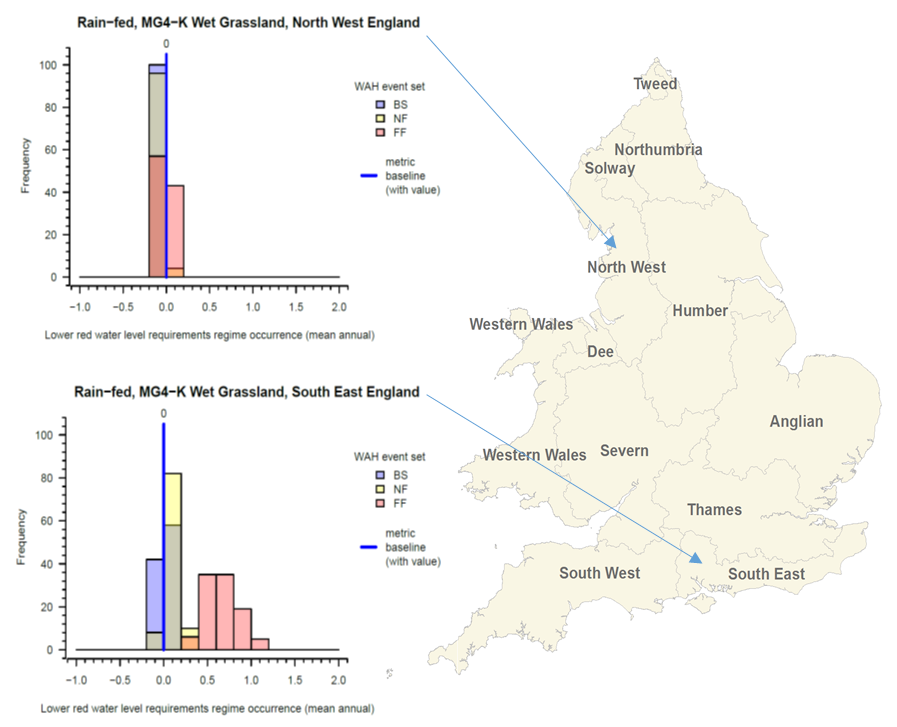 Rain-fed, MG4-K Wet Grassland, North West England
0
WAH event set
BS
NF
FF
metric
baseline
(with value)
Frequency
100
80
60
40
20
0
-1.0 -0.5 0.0 0.5 1.0 1.5 2.0
Lower red water level requirements regime occurrence (mean annual)
Rain-fed, MG4-K Wet Grassland, South East England
0
WAH event set
BS
NF
FF
metric
baseline
(with value)
Frequency
100
80
60
40
20
0
-1.0 -0.5 0.0 0.5 1.0 1.5 2.0
Lower red water level requirements regime occurrence (mean annual)
Tweed
Northumbria
Solway
North West
Humber
Western Wales
Dee
Anglian
Western Wales
Severn
Thames
South West
South East